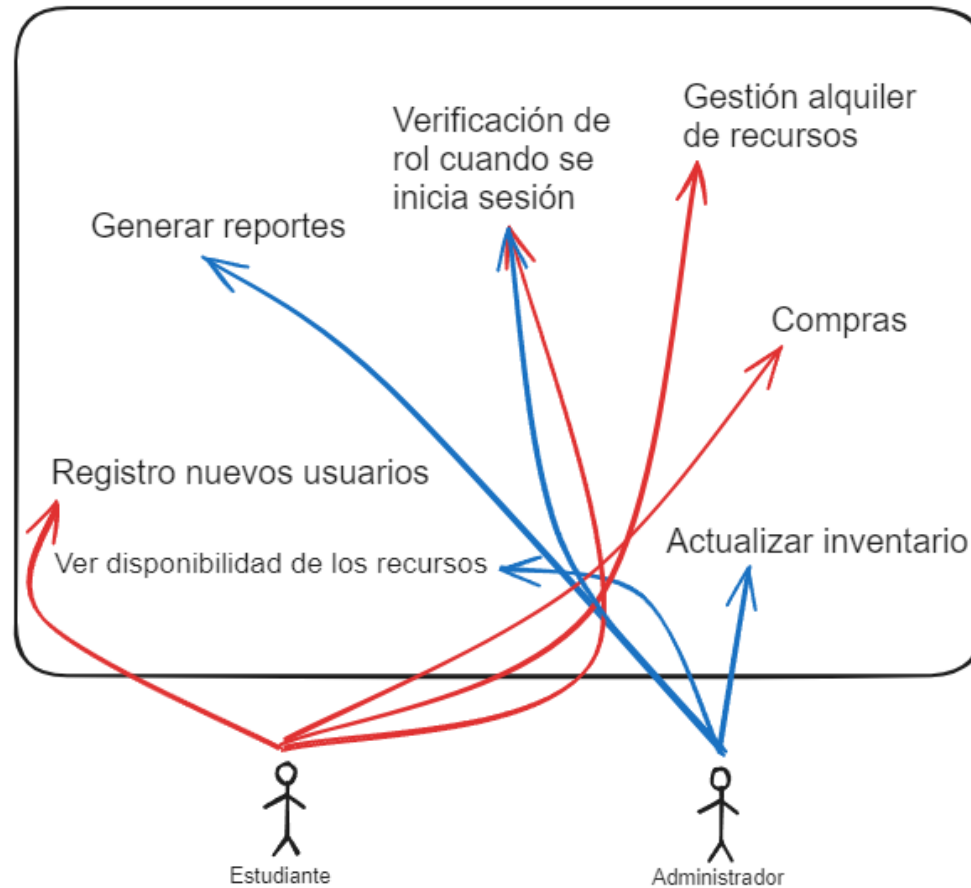 Gestión alquiler
de recursos
Verificación de
rol cuando se
inicia sesión
Generar reportes
Compras
Registro nuevos usuarios
Actualizar inventario
Ver disponibilidad de los recursos
Estudiante
Administrador